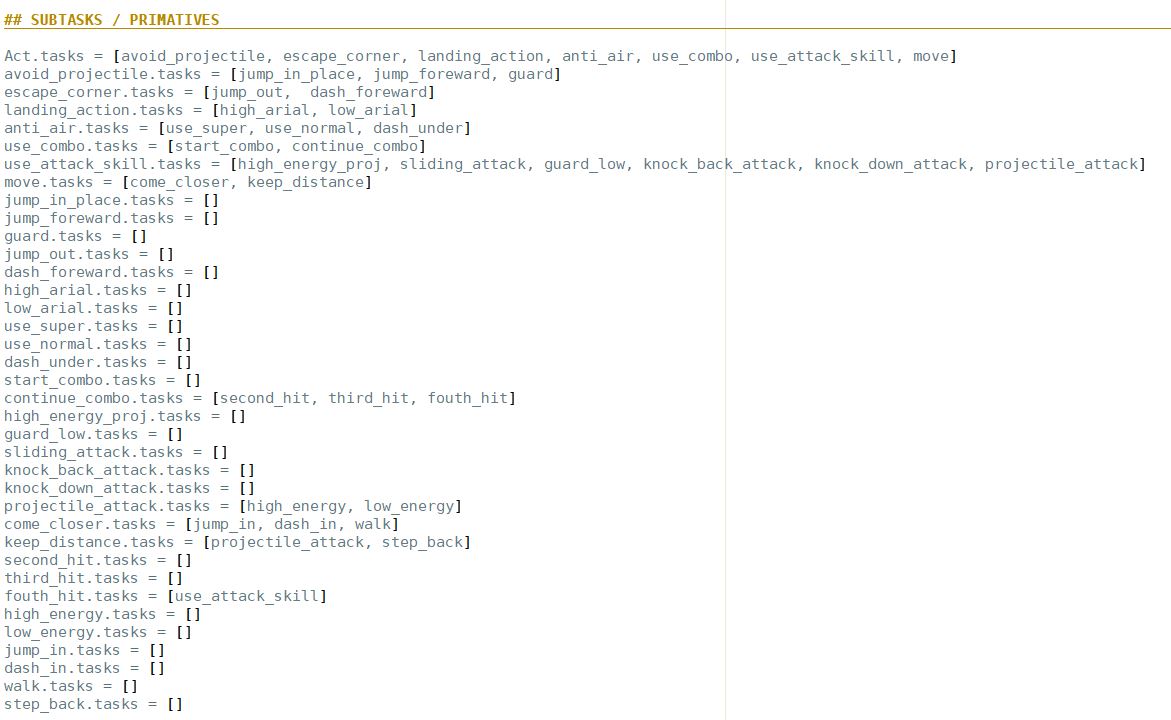 ## SUBTASKS / PRIMATIVES
Act.tasks = [avoid_projectile, escape_corner, landing_action, anti_air, use_combo, use_attack_skill, move]
avoid_projectile.tasks = [jump_in_place, jump_foreward, guard]
escape_corner.tasks = [jump_out,  dash_foreward]
landing_action.tasks = [high_arial, low_arial]
anti_air.tasks = [use_super, use_normal, dash_under]
use_combo.tasks = [start_combo, continue_combo]
use_attack_skill.tasks = [high_energy_proj, sliding_attack, guard_low, knock_back_attack, knock_down_attack, projectile_attack]
move.tasks = [come_closer, keep_distance]
jump_in_place.tasks = []
jump_foreward.tasks = []
guard.tasks = []
jump_out.tasks = []
dash_foreward.tasks = []
high_arial.tasks = []
low_arial.tasks = []
use_super.tasks = []
use_normal.tasks = []
dash_under.tasks = []
start_combo.tasks = []
continue_combo.tasks = [second_hit, third_hit, fouth_hit]
high_energy_proj.tasks = []
guard_low.tasks = []
sliding_attack.tasks = []
knock_back_attack.tasks = []
knock_down_attack.tasks = []
projectile_attack.tasks = [high_energy, low_energy]
come_closer.tasks = [jump_in, dash_in, walk]
keep_distance.tasks = [projectile_attack, step_back]
second_hit.tasks = []
third_hit.tasks = []
fouth_hit.tasks = [use_attack_skill]
high_energy.tasks = []
low_energy.tasks = []
jump_in.tasks = []
dash_in.tasks = []
walk.tasks = []
step_back.tasks = []